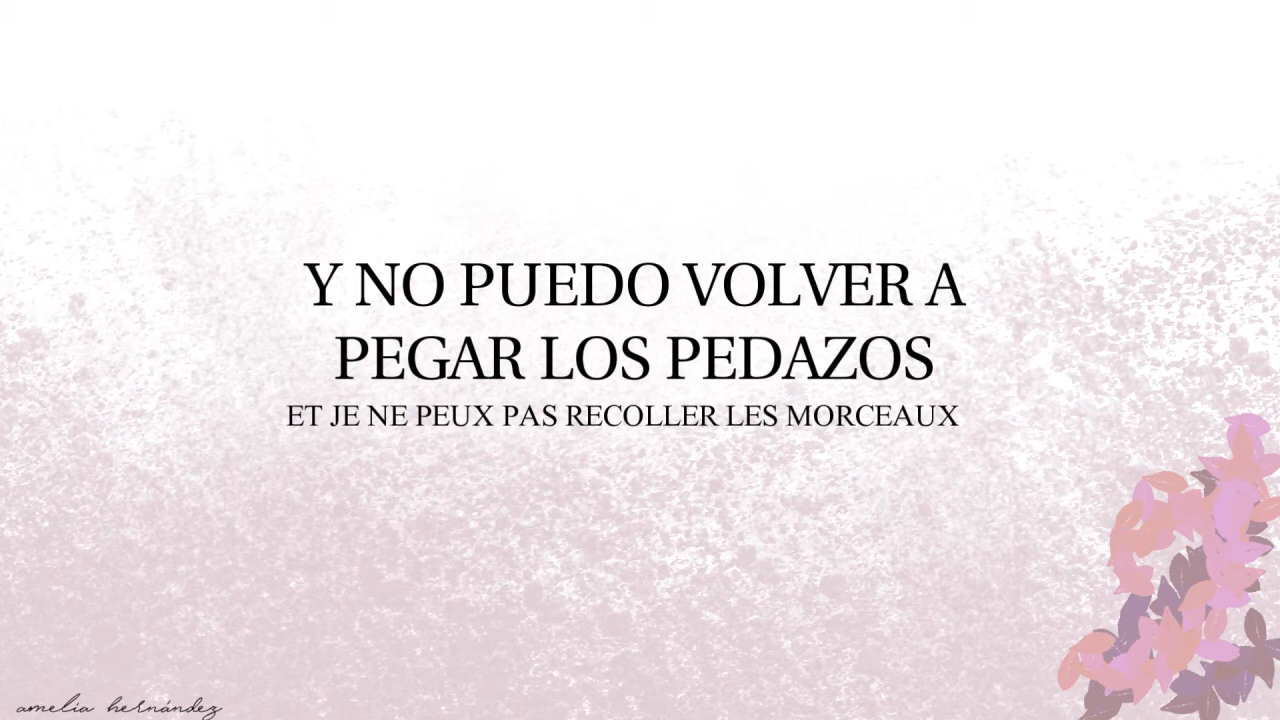 Y NO PUEDO VOLVER A
PEGAR LOS PEDAZOS
ET JE NE PEUX PAS RECOLLER LES MORCEAUX
amelia hernández